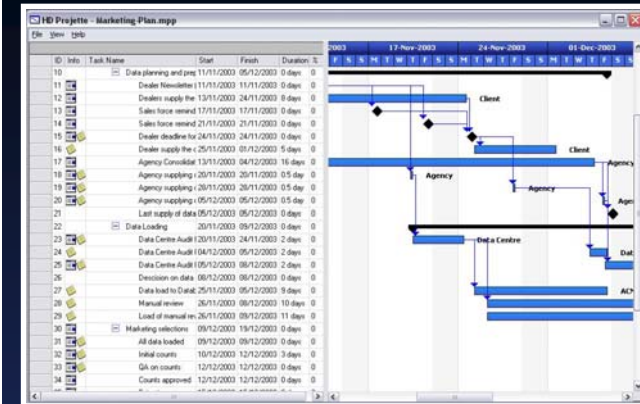 HD Projette - Marketing-Plan.mpp
File View Help
2003 17-Nov-2003 24-Nov-2003 01-Dec-2003
ID Info Task Name Start Finish Duration %
F S S M T W T F S S M T W T F S S M T W T F S S
10 Data planning and prep 11/11/2003 05/12/2003 0 days 0
11 Dealer Newsletter ( 11/11/2003 11/11/2003 0 days 0
12 Dealers supply the 13/11/2003 24/11/2003 8 days 0 Client
13 Sales force remind 17/11/2003 17/11/2003 0 days 0
14 Sales force remind 21/11/2003 21/11/2003 0 days 0
15 Dealer deadline for 24/11/2003 24/11/2003 0 days 0
16 Dealer supply the c 25/11/2003 01/12/2003 5 days 0 Client
17 Agency Consolidat 13/11/2003 04/12/2003 16 days 0 Agency
18 Agency supplying c 20/11/2003 20/11/2003 0.5 day 0 Agency
19 Agency supplying c 28/11/2003 28/11/2003 0.5 day 0 Agency
20 Agency supplying c 05/12/2003 05/12/2003 0.5 day 0 Age
21 Last supply of data 05/12/2003 05/12/2003 0 days 0
22 Data Loading 20/11/2003 09/12/2003 0 days 0
23 Data Centre Audit I 20/11/2003 24/11/2003 2 days 0 Data Centre
24 Data Centre Audit I 04/12/2003 05/12/2003 2 days 0 Dat
25 Data Centre Audit I 05/12/2003 08/12/2003 2 days 0
26 Descision on data 08/12/2003 08/12/2003 0 days 0
27 Data load to Datab 25/11/2003 05/12/2003 9 days 0 ACN
28 Manual review 26/11/2003 08/12/2003 10 days 0
29 Load of manual rev 26/11/2003 09/12/2003 11 days 0
30 Marketing selections 09/12/2003 19/12/2003 0 days 0
31 All data loaded 09/12/2003 09/12/2003 0 days 0
32 Initial counts 10/12/2003 12/12/2003 3 days 0
33 QA on counts 12/12/2003 12/12/2003 3 days 0
34 Counts approved 12/12/2003 12/12/2003 0 days 0